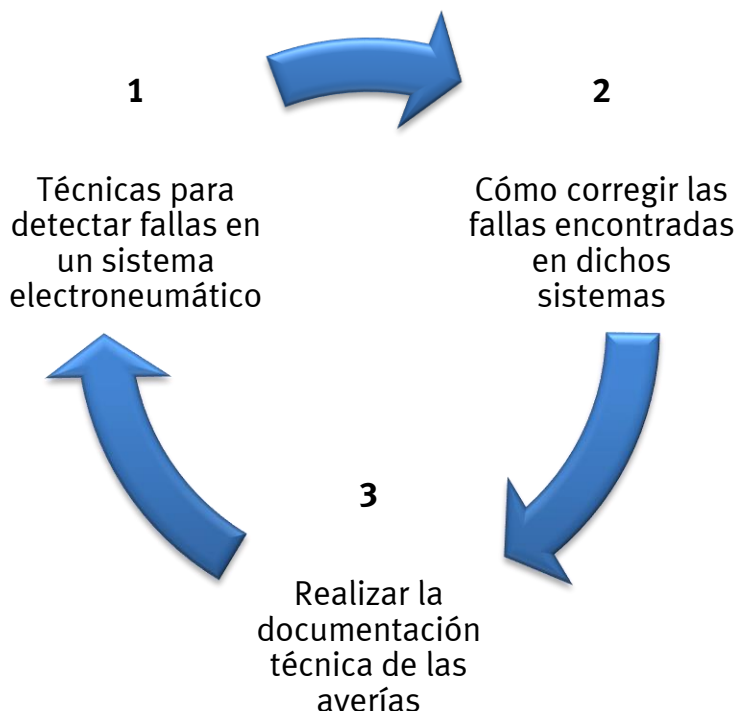 1
Técnicas para
detectar fallas en
un sistema
electroneumático
2
Cómo corregir las
fallas encontradas
en dichos
sistemas
3
Realizar la
documentación
técnica de las
averías